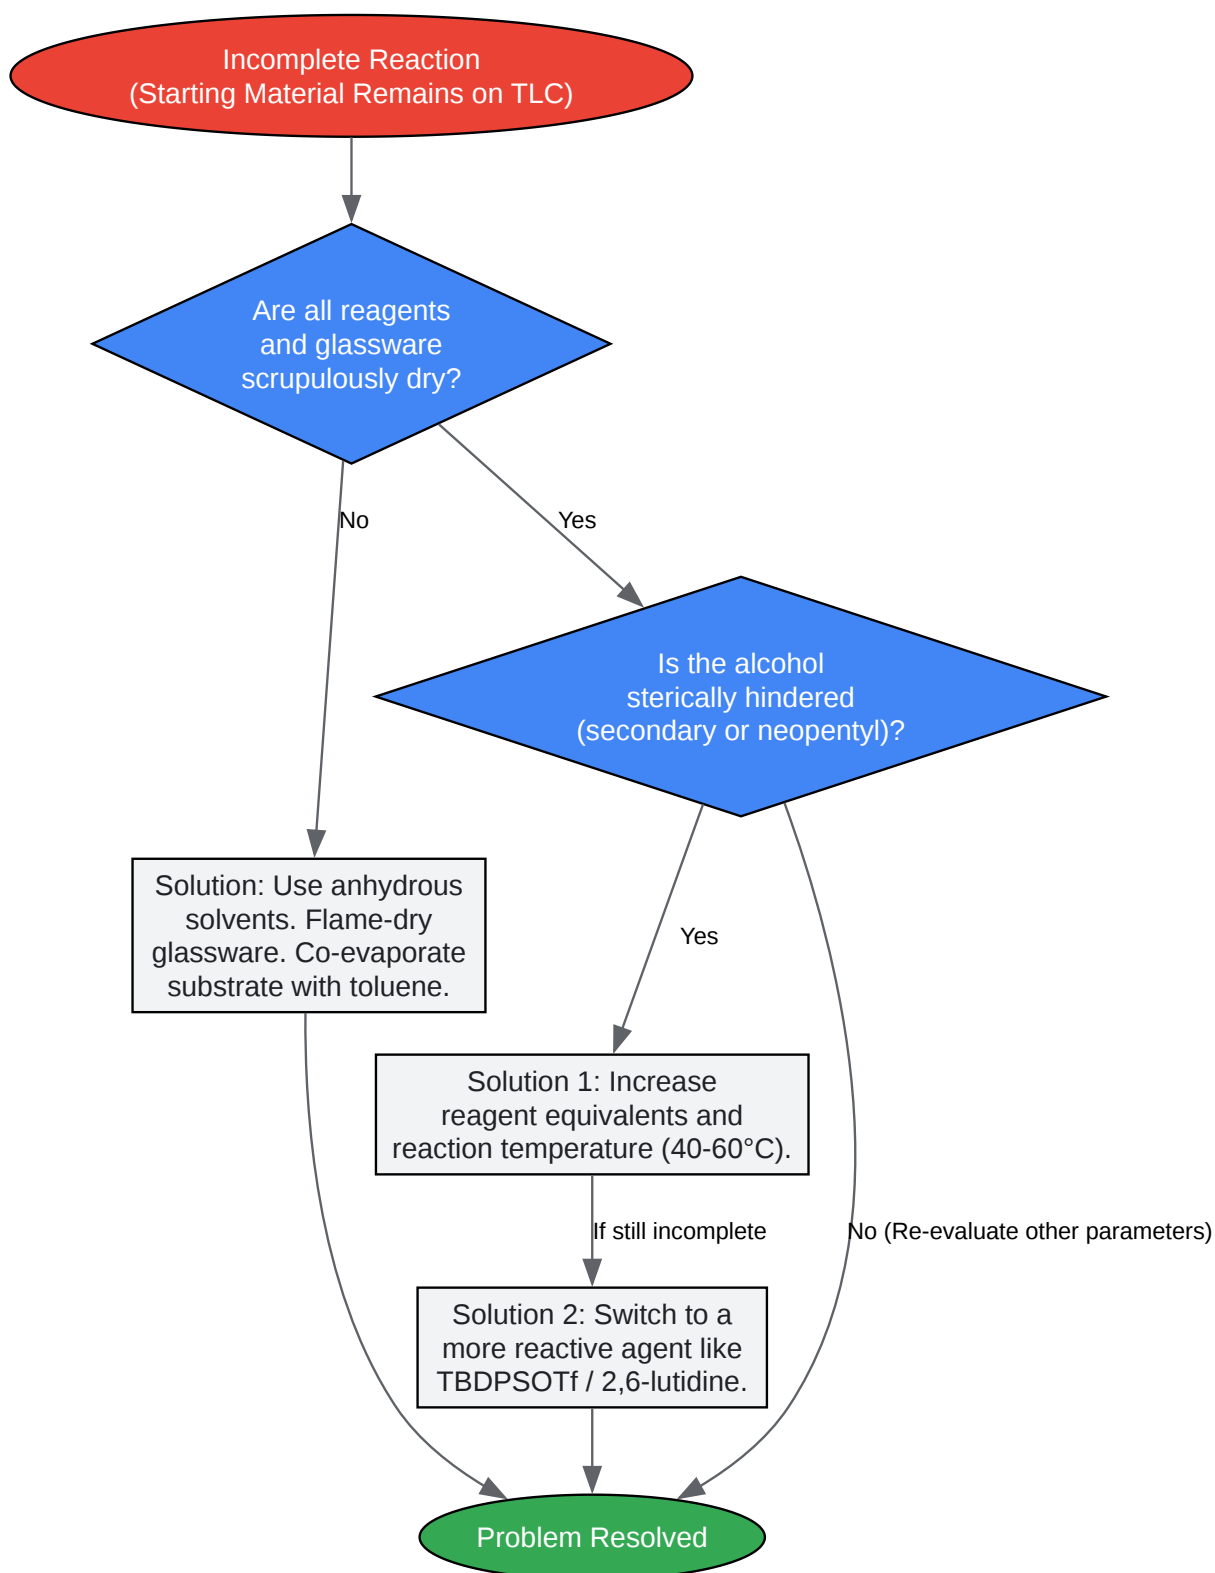 Incomplete Reaction
(Starting Material Remains on TLC)
Are all reagents
and glassware
scrupulously dry?
No
Yes
Is the alcohol
sterically hindered
(secondary or neopentyl)?
Solution: Use anhydrous
solvents. Flame-dry
glassware. Co-evaporate
substrate with toluene.
Yes
Solution 1: Increase
reagent equivalents and
reaction temperature (40-60°C).
If still incomplete
No (Re-evaluate other parameters)
Solution 2: Switch to a
more reactive agent like
TBDPSOTf / 2,6-lutidine.
Problem Resolved